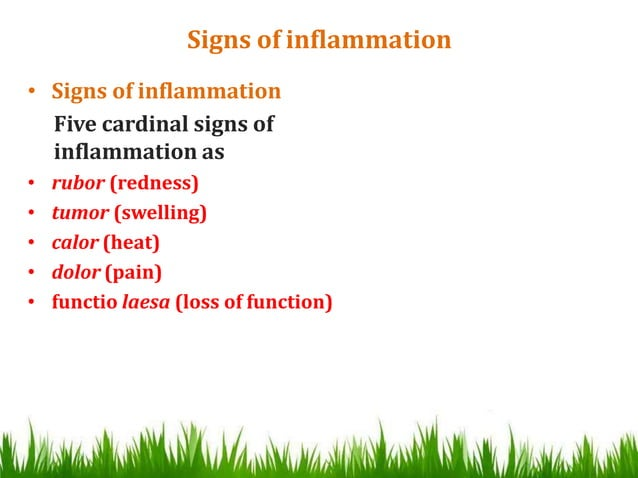 Signs of inflammation
• Signs of inflammation
Five cardinal signs of
inflammation as
• rubor (redness)
• tumor (swelling)
• calor (heat)
• dolor (pain)
• functio laesa (loss of function)